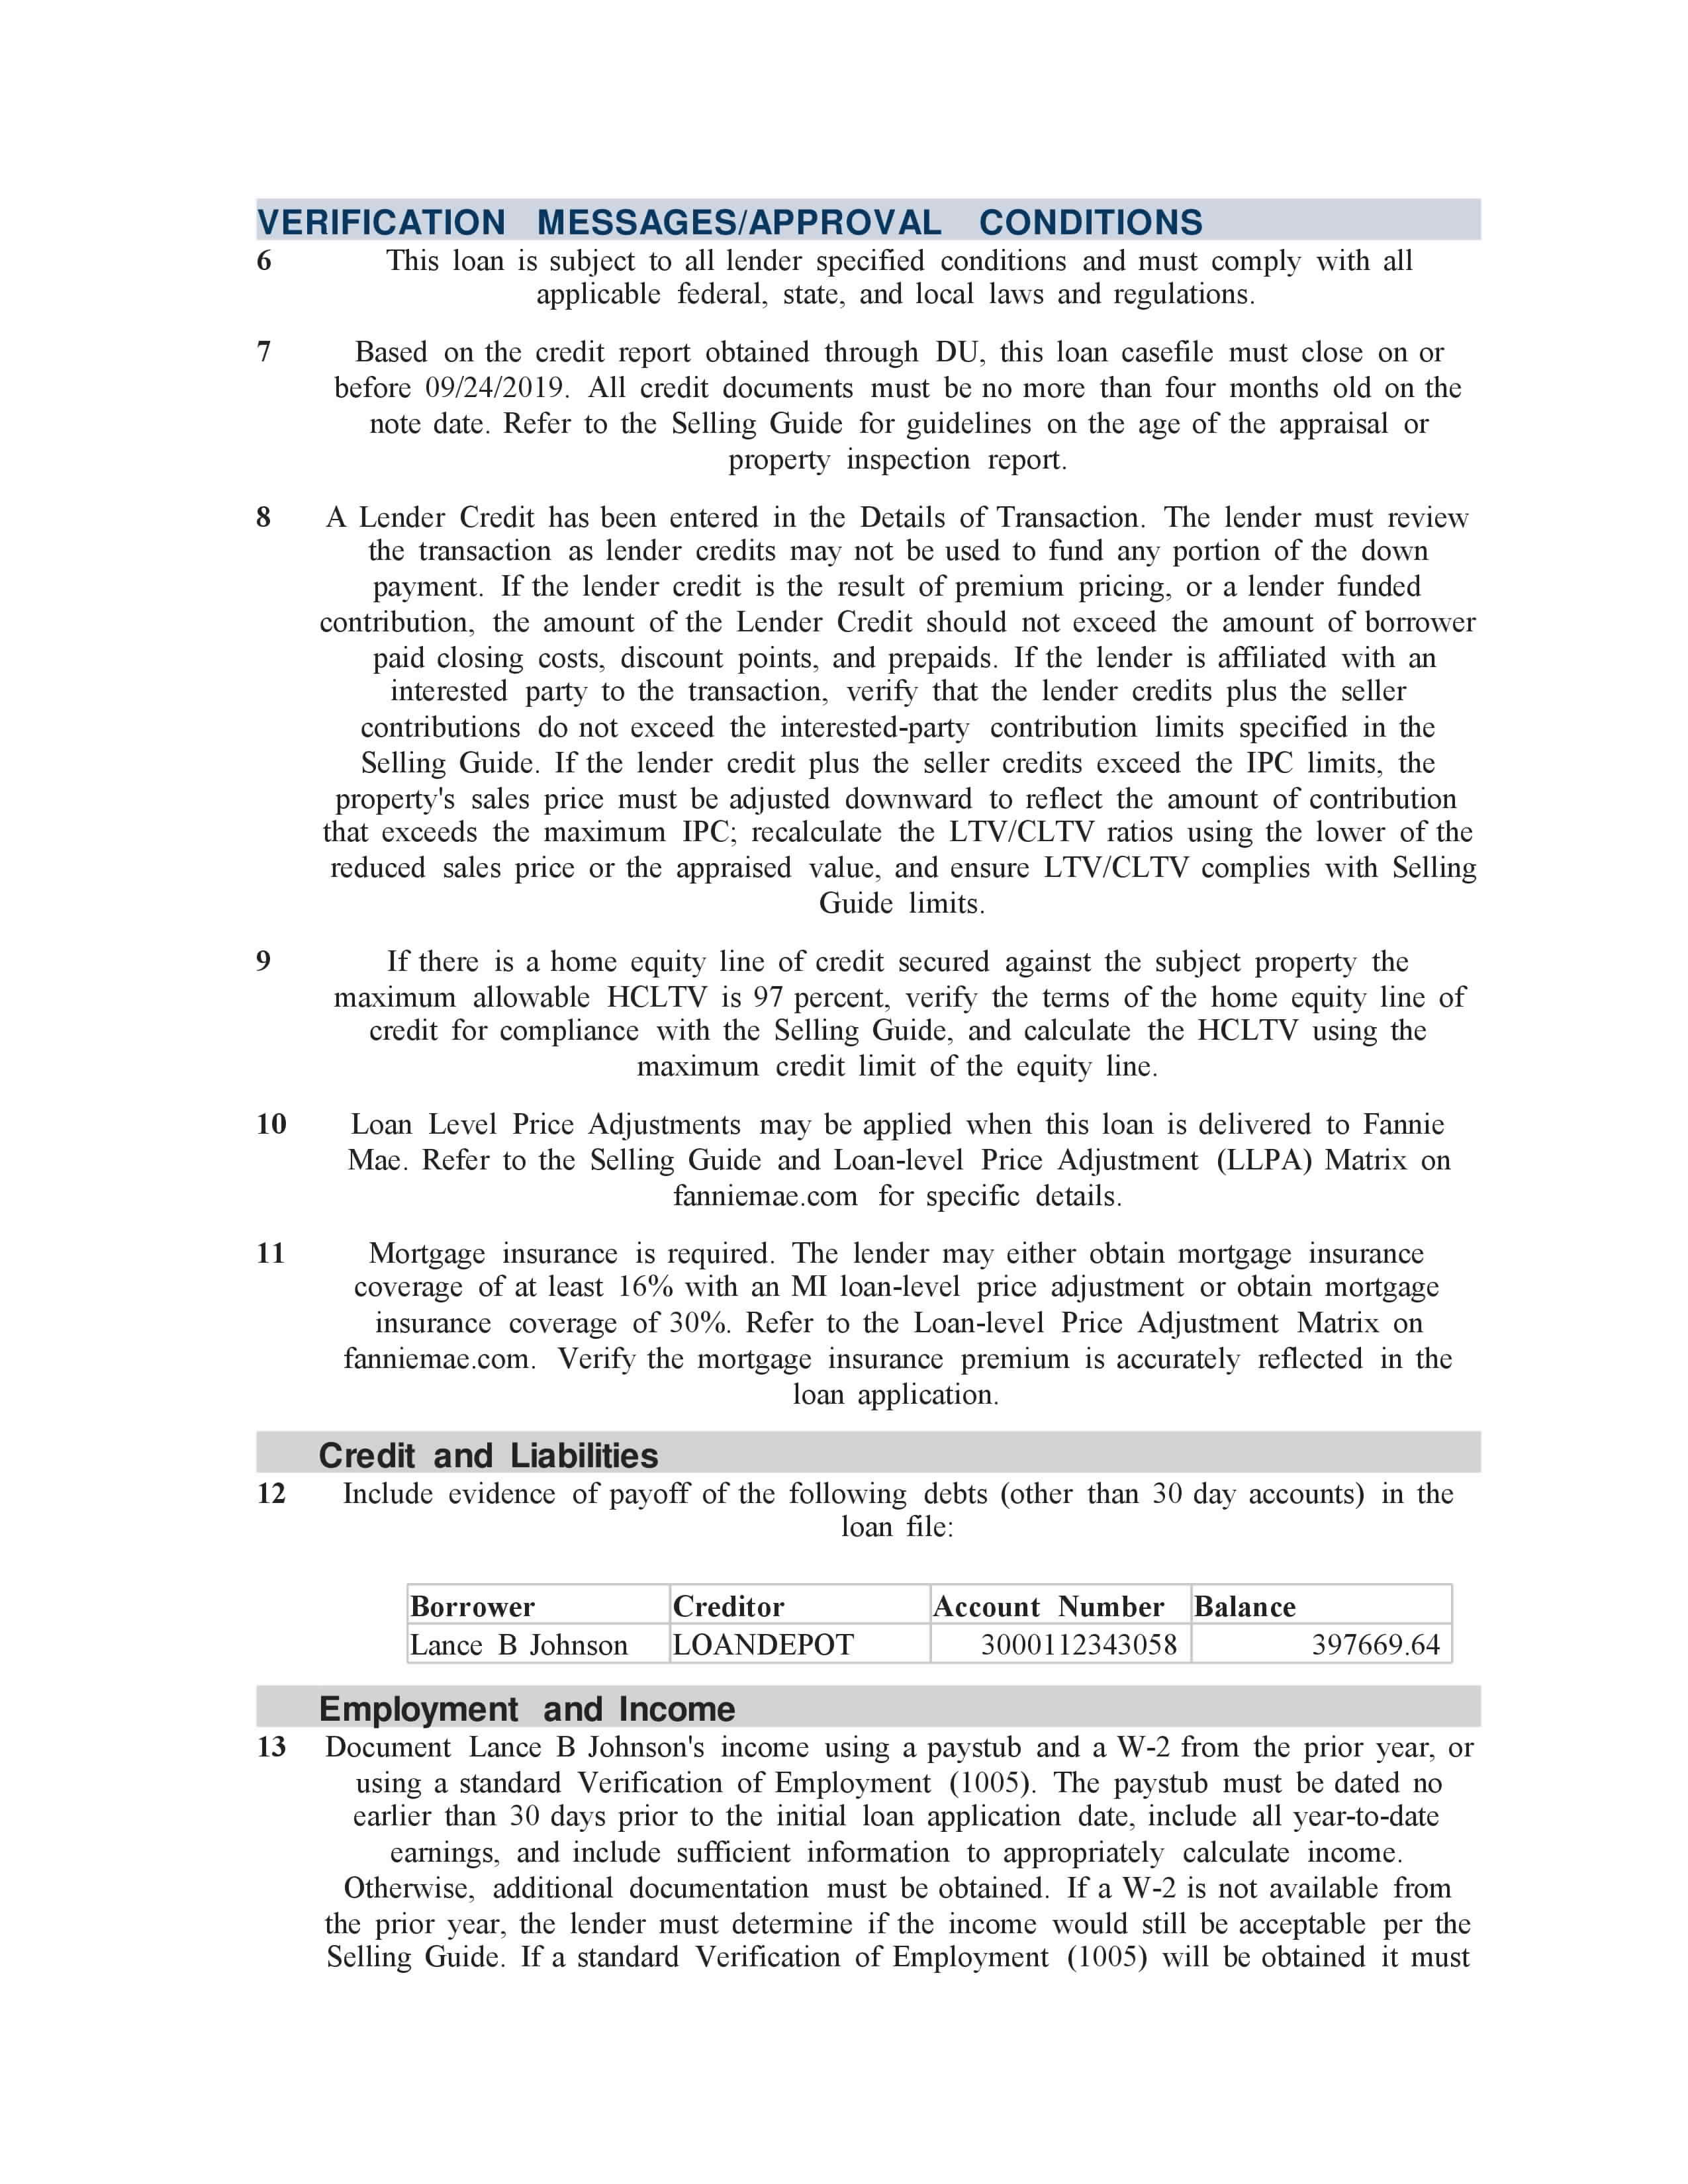 VERIFICATION MESSAGES/APPROVAL CONDITIONS
6 This loan is subject to all lender specified conditions and must comply with all
applicable federal, state, and local laws and regulations.
7 Based on the credit report obtained through DU, this loan casefile must close on or
before 09/24/2019. All credit documents must be no more than four months old on the
note date. Refer to the Selling Guide for guidelines on the age of the appraisal or
property inspection report.
8 A Lender Credit has been entered in the Details of Transaction. The lender must review
the transaction as lender credits may not be used to fund any portion of the down
payment. If the lender credit is the result of premium pricing, or a lender funded
contribution, the amount of the Lender Credit should not exceed the amount of borrower
paid closing costs, discount points, and prepaids. If the lender is affiliated with an
interested party to the transaction, verify that the lender credits plus the seller
contributions do not exceed the interested-party contribution limits specified in the
Selling Guide. If the lender credit plus the seller credits exceed the IPC limits, the
property's sales price must be adjusted downward to reflect the amount of contribution
that exceeds the maximum IPC; recalculate the LTV/CLTV ratios using the lower of the
reduced sales price or the appraised value, and ensure LTV/CLTV complies with Selling
Guide limits.
9 If there is a home equity line of credit secured against the subject property the
maximum allowable HCLTV is 97 percent, verify the terms of the home equity line of
credit for compliance with the Selling Guide, and calculate the HCLTV using the
maximum credit limit of the equity line.
10 Loan Level Price Adjustments may be applied when this loan is delivered to Fannie
Mae. Refer to the Selling Guide and Loan-level Price Adjustment (LLPA) Matrix on
fanniemae.com for specific details.
11 Mortgage insurance is required. The lender may either obtain mortgage insurance
coverage of at least 16% with an MI loan-level price adjustment or obtain mortgage
insurance coverage of 30%. Refer to the Loan-level Price Adjustment Matrix on
fanniemae.com. Verify the mortgage insurance premium is accurately reflected in the
loan application.
Credit and Liabilities
12 Include evidence of payoff of the following debts (other than 30 day accounts) in the
loan file:
Borrower Creditor Account Number Balance
Lance B Johnson LOANDEPOT 3000112343058 397669.64
Employment and Income
13 Document Lance B Johnson's income using a paystub and a W-2 from the prior year, or
using a standard Verification of Employment (1005). The paystub must be dated no
earlier than 30 days prior to the initial loan application date, include all year-to-date
earnings, and include sufficient information to appropriately calculate income.
Otherwise, additional documentation must be obtained. If a W-2 is not available from
the prior year, the lender must determine if the income would still be acceptable per the
Selling Guide. If a standard Verification of Employment (1005) will be obtained it must